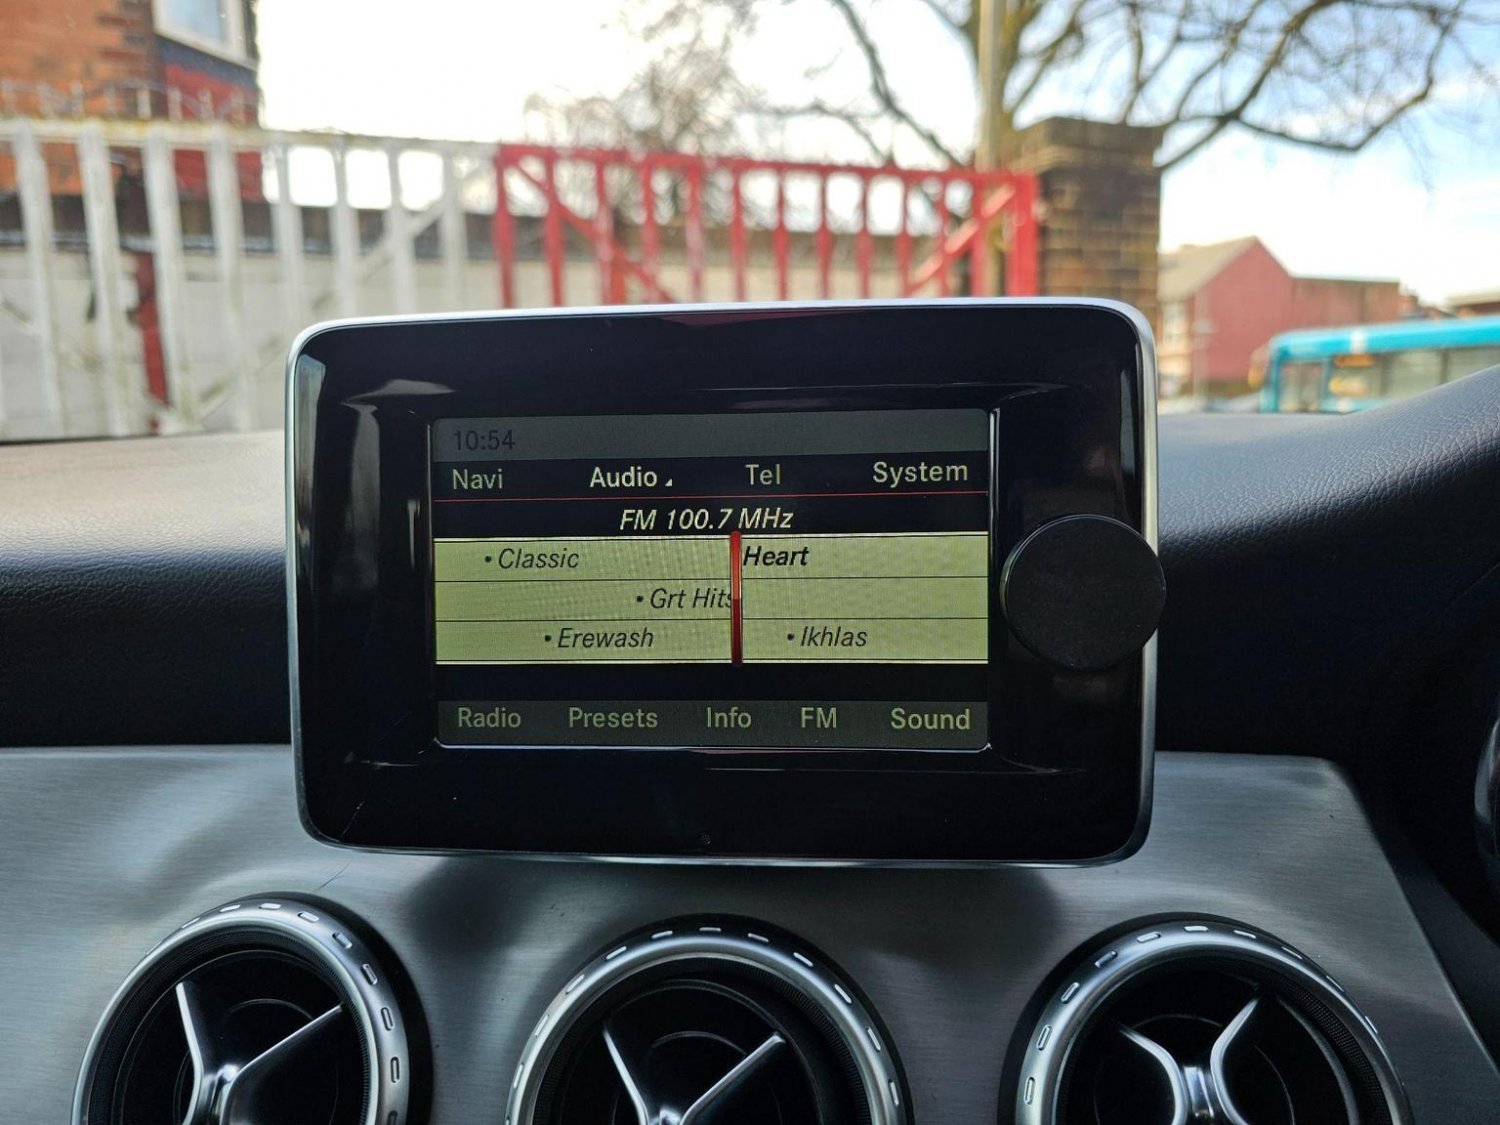 10:54
Navi Audio Tel System
FM 100.7 MHz
•Classic Heart
•Grt Hits
•Erewash •Ikhlas
Radio Presets Info FM Sound